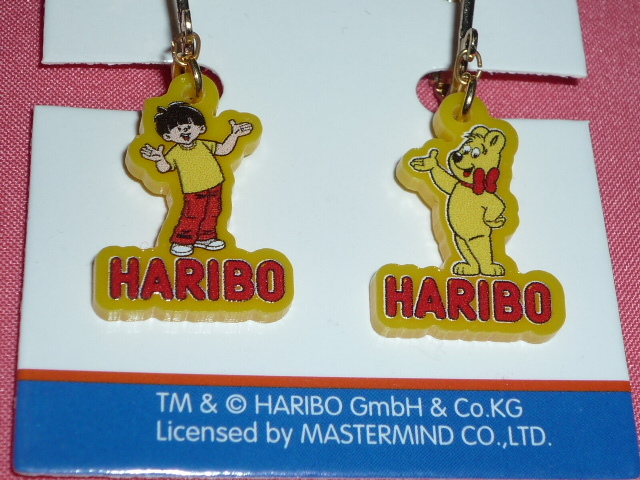 HARIBO
HARIBO
TM & © HARIBO GmbH & Co.KG
Licensed by MASTERMIND CO.,LTD.